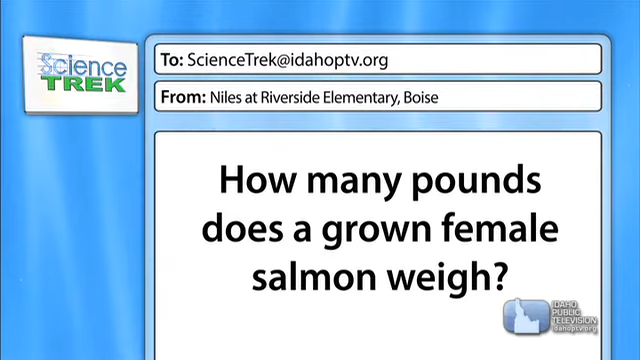 Science
TREK
To: ScienceTrek@idahoptv.org
From: Niles at Riverside Elementary, Boise
How many pounds
does a grown female
salmon weigh?
IDAHO
PUBLIC
TELEVISION
idahoptv.org